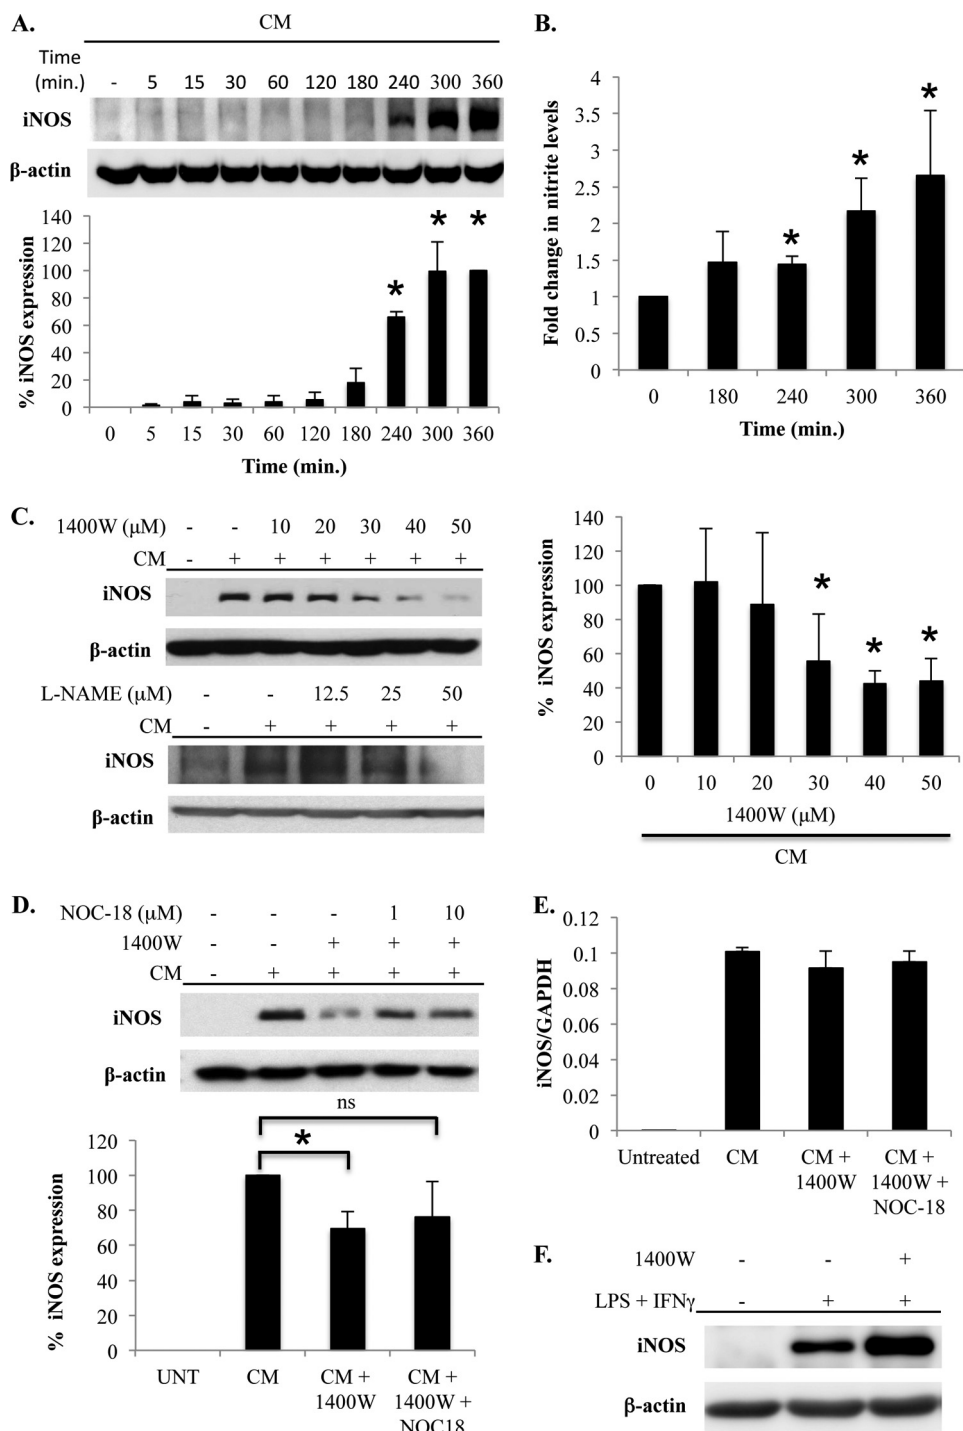 A.
CM
Time
(min.) - 5 15 30 60 120 180 240 300 360
iNOS
β-actin
140
120
100
80
60
40
20
0
% iNOS expression
* * *
0 5 15 30 60 120 180 240 300 360
Time (min.)
B.
4
3.5
3
2.5
2
1.5
1
0.5
0
Fold change in nitrite levels
* * *
0 180 240 300 360
Time (min.)
C.
1400W (µM) - - 10 20 30 40 50
CM - + + + + + +
iNOS
β-actin
L-NAME (µM) - - 12.5 25 50
CM - + + + +
iNOS
β-actin
140
120
100
80
60
40
20
0
% iNOS expression
* * *
0 10 20 30 40 50
1400W (µM)
CM
D.
NOC-18 (µM) - - - 1 10
1400W - - + + +
CM - + + + +
iNOS
β-actin
ns
*
120
100
80
60
40
20
0
% iNOS expression
UNT CM CM + CM +
1400W 1400W +
NOC18
E.
0.12
0.1
0.08
0.06
0.04
0.02
0
iNOS/GAPDH
Untreated CM CM + CM +
1400W 1400W +
NOC-18
F.
1400W - - +
LPS + IFNγ - + +
iNOS
β-actin